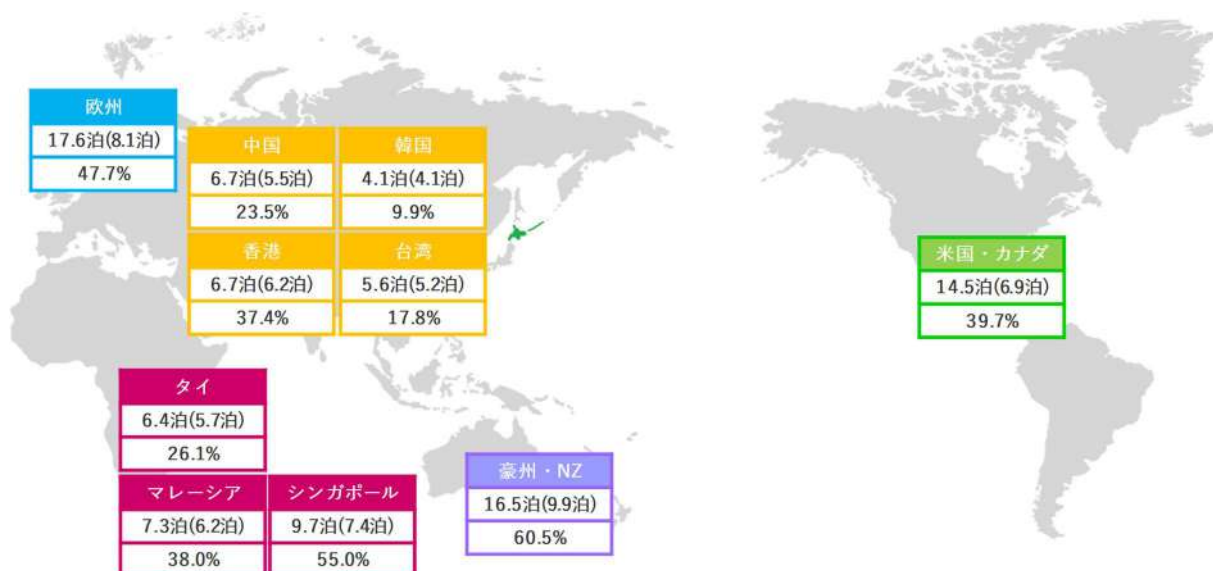 欧州
17.6泊(8.1泊)
47.7%
中国
6.7泊(5.5泊)
23.5%
韓国
4.1泊(4.1泊)
9.9%
香港
6.7泊(6.2泊)
37.4%
台湾
5.6泊(5.2泊)
17.8%
米国・カナダ
14.5泊(6.9泊)
39.7%
タイ
6.4泊(5.7泊)
26.1%
マレーシア
7.3泊(6.2泊)
38.0%
シンガポール
9.7泊(7.4泊)
55.0%
豪州・NZ
16.5泊(9.9泊)
60.5%